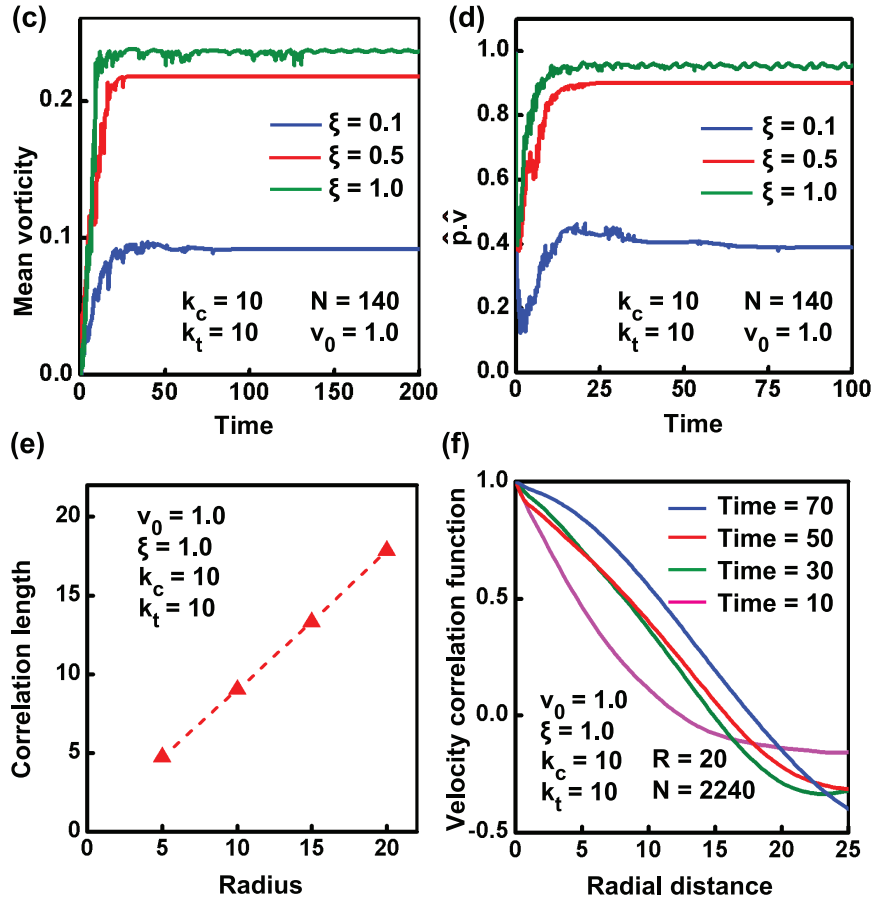 (c)
Mean vorticity
0.2
0.1
0.0
ξ = 0.1
ξ = 0.5
ξ = 1.0
k_c = 10 N = 140
k_t = 10 v_0 = 1.0
0 50 100 150 200
Time
(d)
p̂.v̂
1.0
0.8
0.6
0.4
0.2
0.0
ξ = 0.1
ξ = 0.5
ξ = 1.0
k_c = 10 N = 140
k_t = 10 v_0 = 1.0
0 25 50 75 100
Time
(e)
Correlation length
20
15
10
5
0
v_0 = 1.0
ξ = 1.0
k_c = 10
k_t = 10
0 5 10 15 20
Radius
(f)
Velocity correlation function
1.0
0.5
0.0
-0.5
Time = 70
Time = 50
Time = 30
Time = 10
v_0 = 1.0
ξ = 1.0
k_c = 10 R = 20
k_t = 10 N = 2240
0 5 10 15 20 25
Radial distance